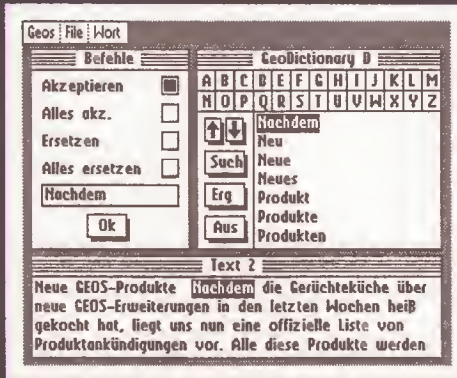 Geos File Wort
Befehle
Akzeptieren
Alles akz.
Ersetzen
Alles ersetzen
Nachdem
Ok
GeoDictionary D
A B C D E F G H I J K L M
N O P Q R S T U V W X Y Z
Such
Erg
Aus
Nachdem
Neu
Neue
Neues
Produkt
Produkte
Produkten
Text 2
Neue GEOS-Produkte Nachdem die Gerüchteküche über
neue GEOS-Erweiterungen in den letzten Wochen heiß
gekocht hat, liegt uns nun eine offizielle Liste von
Produktankündigungen vor. Alle diese Produkte werden